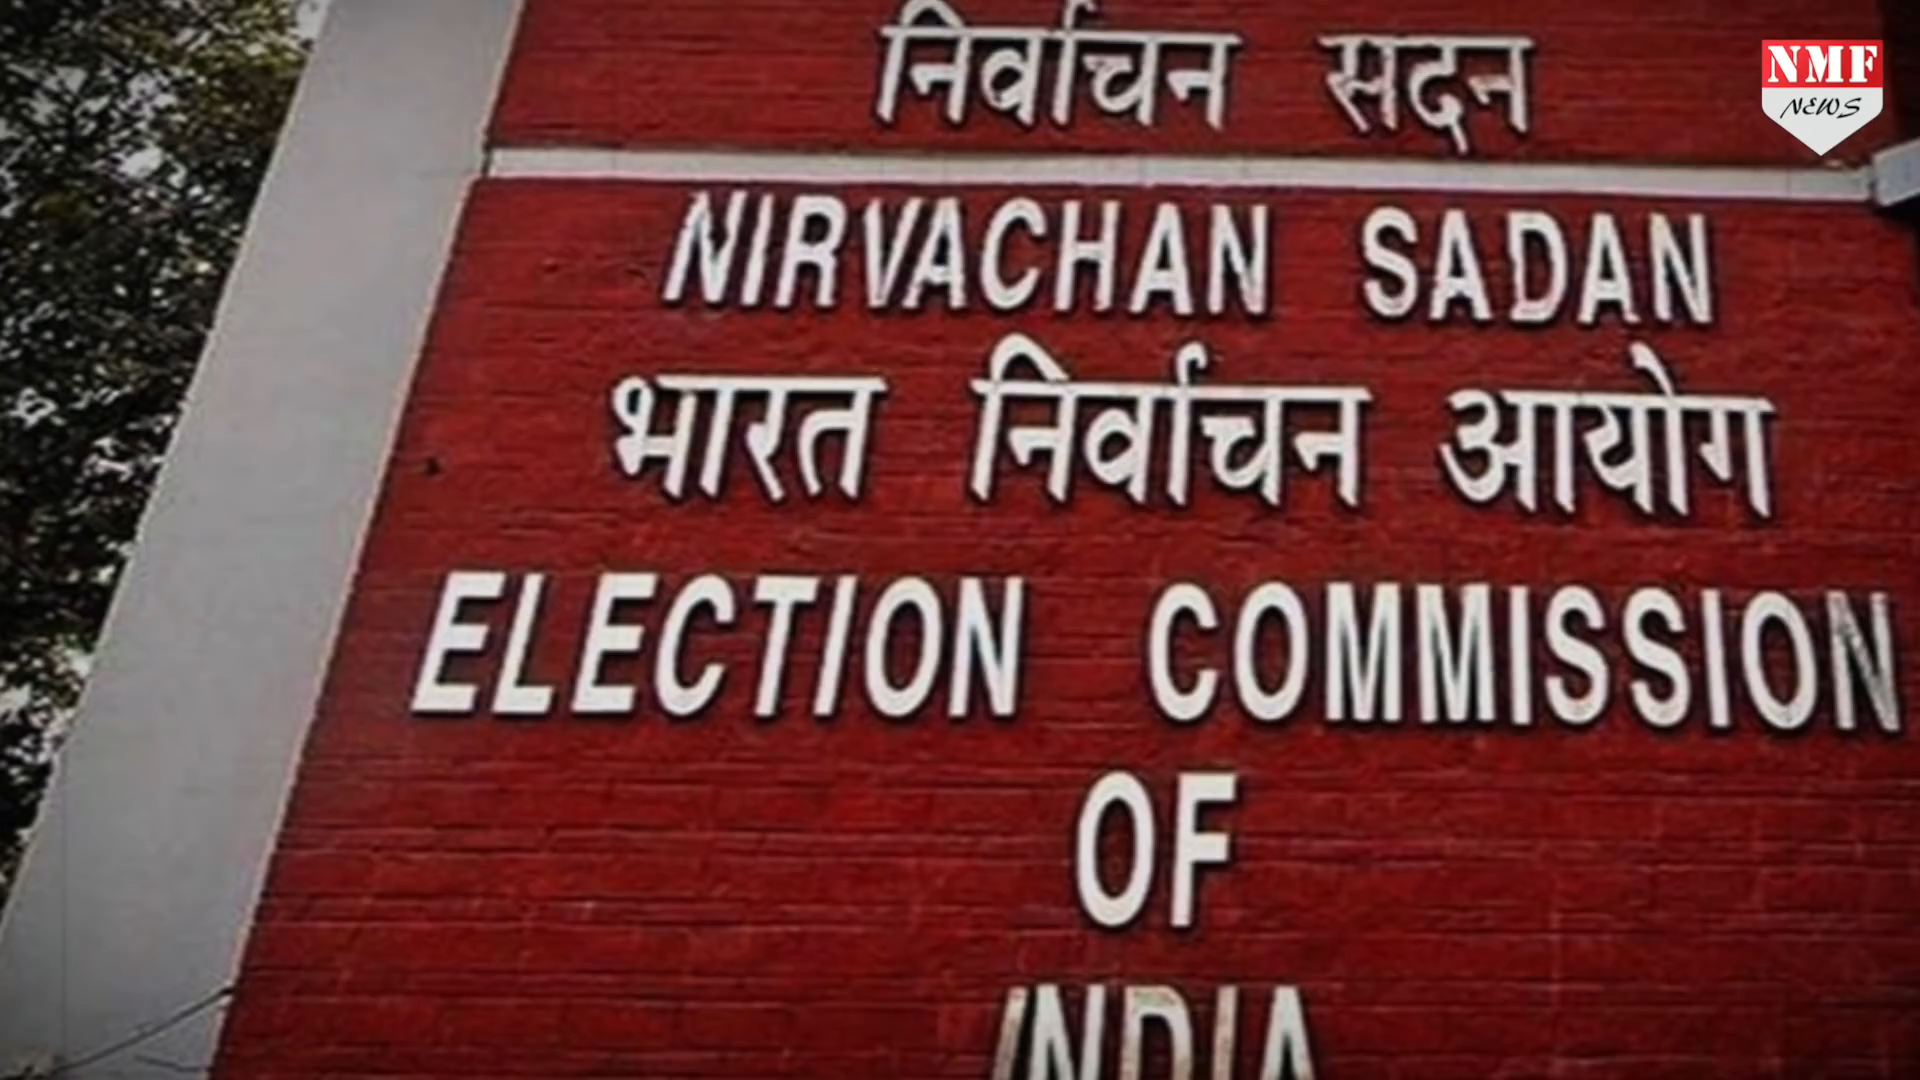 निर्वाचन सदन
NMF
NEWS
NIRVACHAN SADAN
भारत निर्वाचन आयोग
ELECTION COMMISSION
OF
INDIA